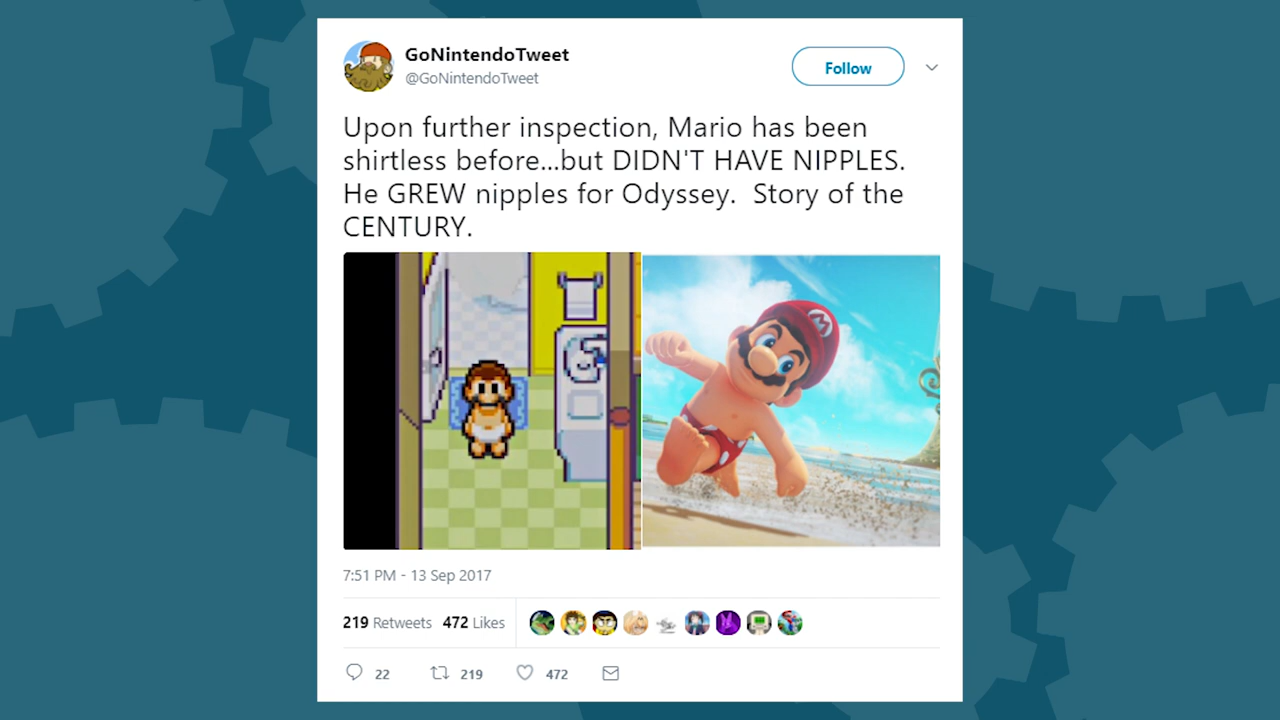 GoNintendoTweet
@GoNintendoTweet
Follow
Upon further inspection, Mario has been
shirtless before...but DIDN'T HAVE NIPPLES.
He GREW nipples for Odyssey.  Story of the
CENTURY.
M
7:51 PM - 13 Sep 2017
219 Retweets 472 Likes
22 219 472